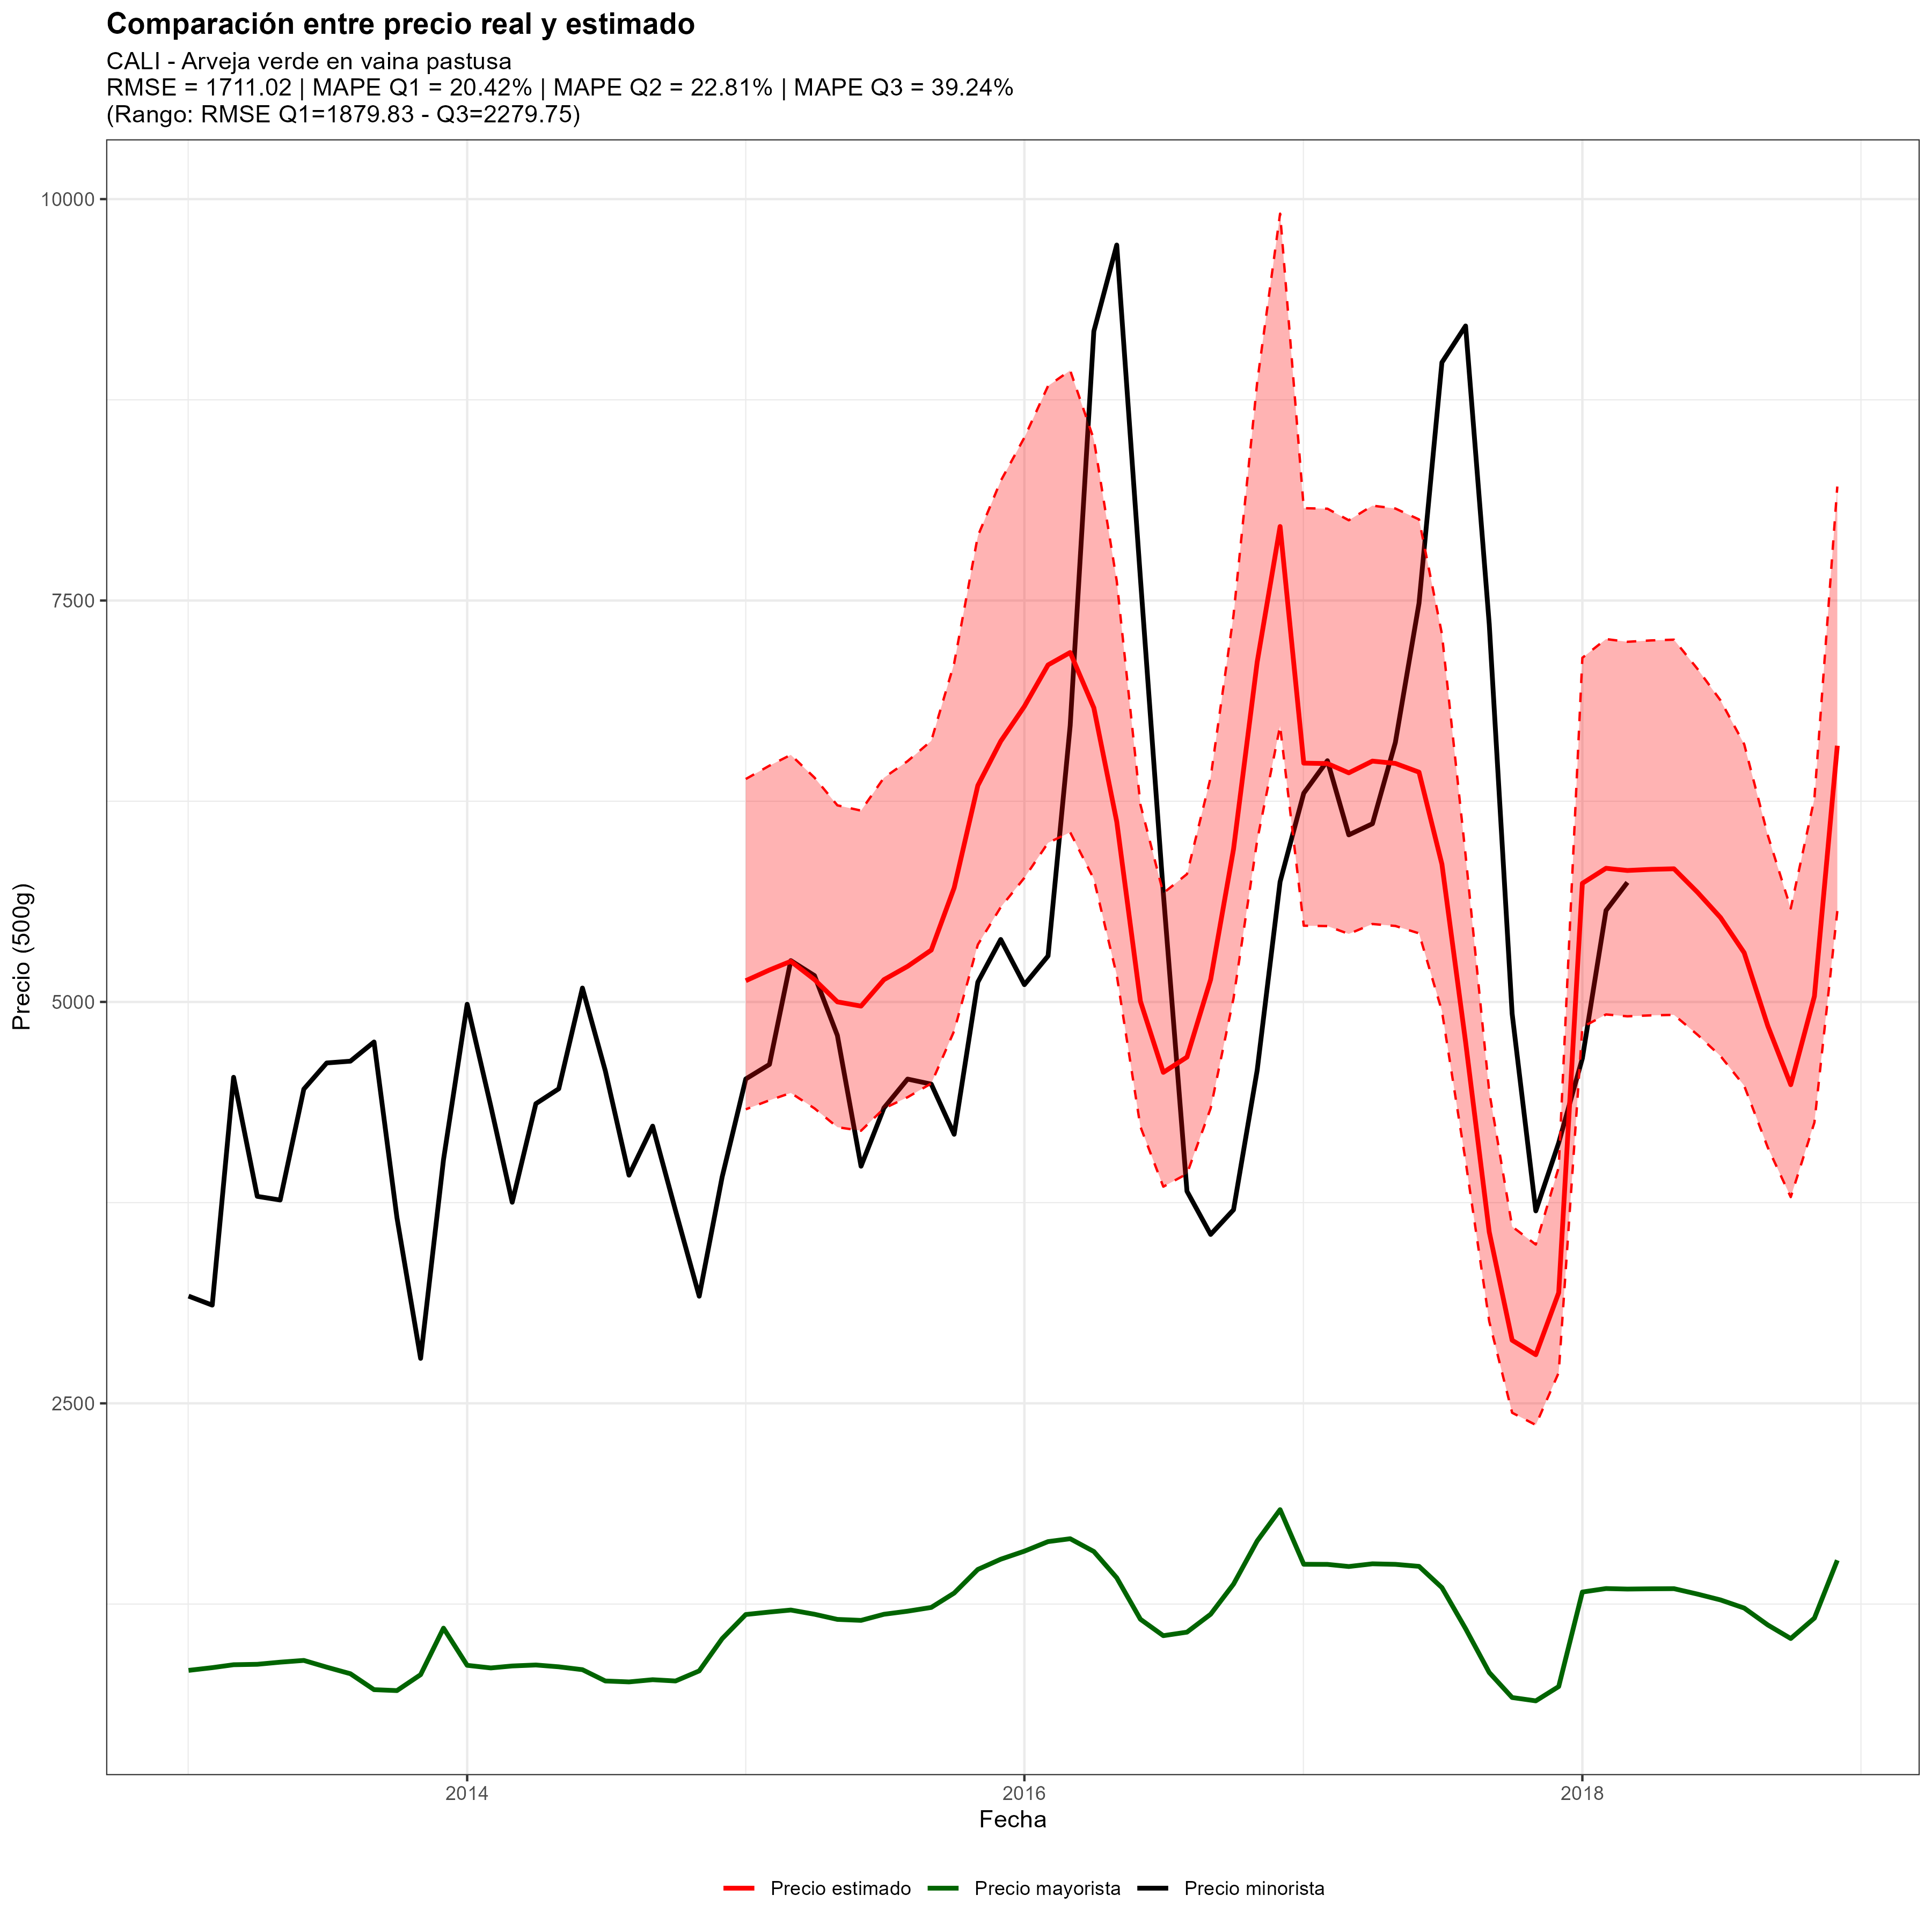 Comparación entre precio real y estimado
CALI - Arveja verde en vaina pastusa
RMSE = 1711.02 | MAPE Q1 = 20.42% | MAPE Q2 = 22.81% | MAPE Q3 = 39.24%
(Rango: RMSE Q1=1879.83 - Q3=2279.75)
10000
7500
5000
2500
Precio (500g)
2014
2016
2018
Fecha
Precio estimado
Precio mayorista
Precio minorista